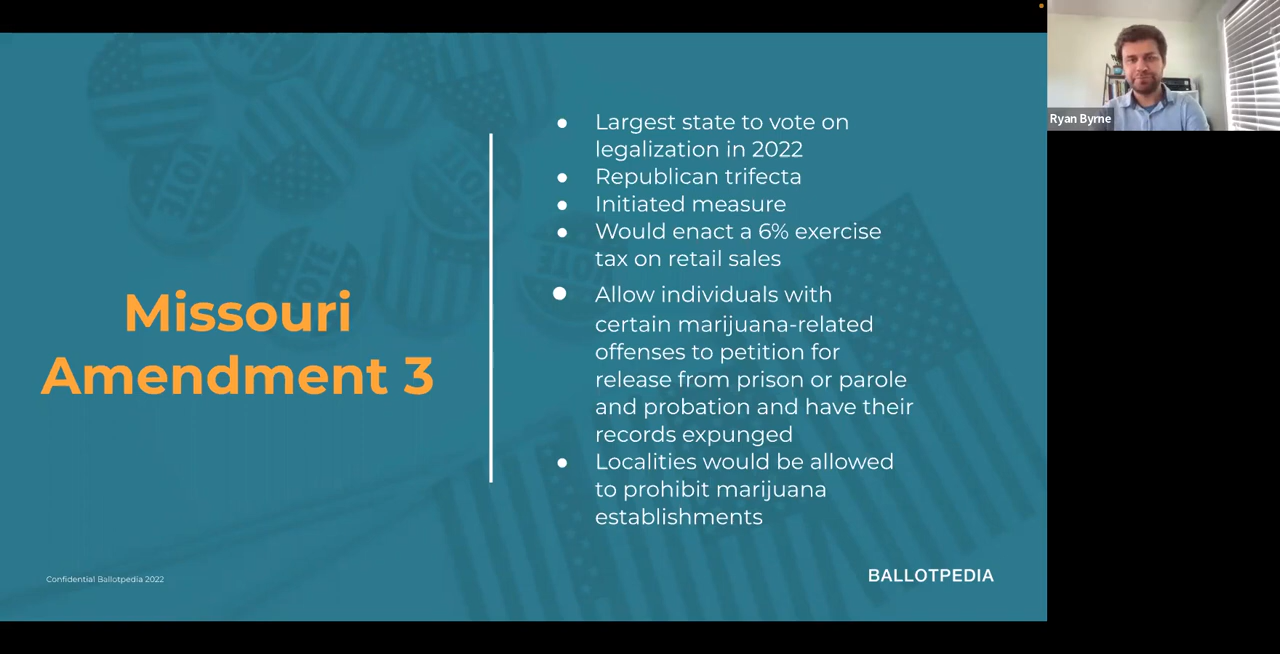 Ryan Byrne
Missouri
Amendment 3
● Largest state to vote on
legalization in 2022
● Republican trifecta
● Initiated measure
● Would enact a 6% exercise
tax on retail sales
● Allow individuals with
certain marijuana-related
offenses to petition for
release from prison or parole
and probation and have their
records expunged
● Localities would be allowed
to prohibit marijuana
establishments
Confidential Ballotpedia 2022
BALLOTPEDIA
VOTE
VOTE
VOTE